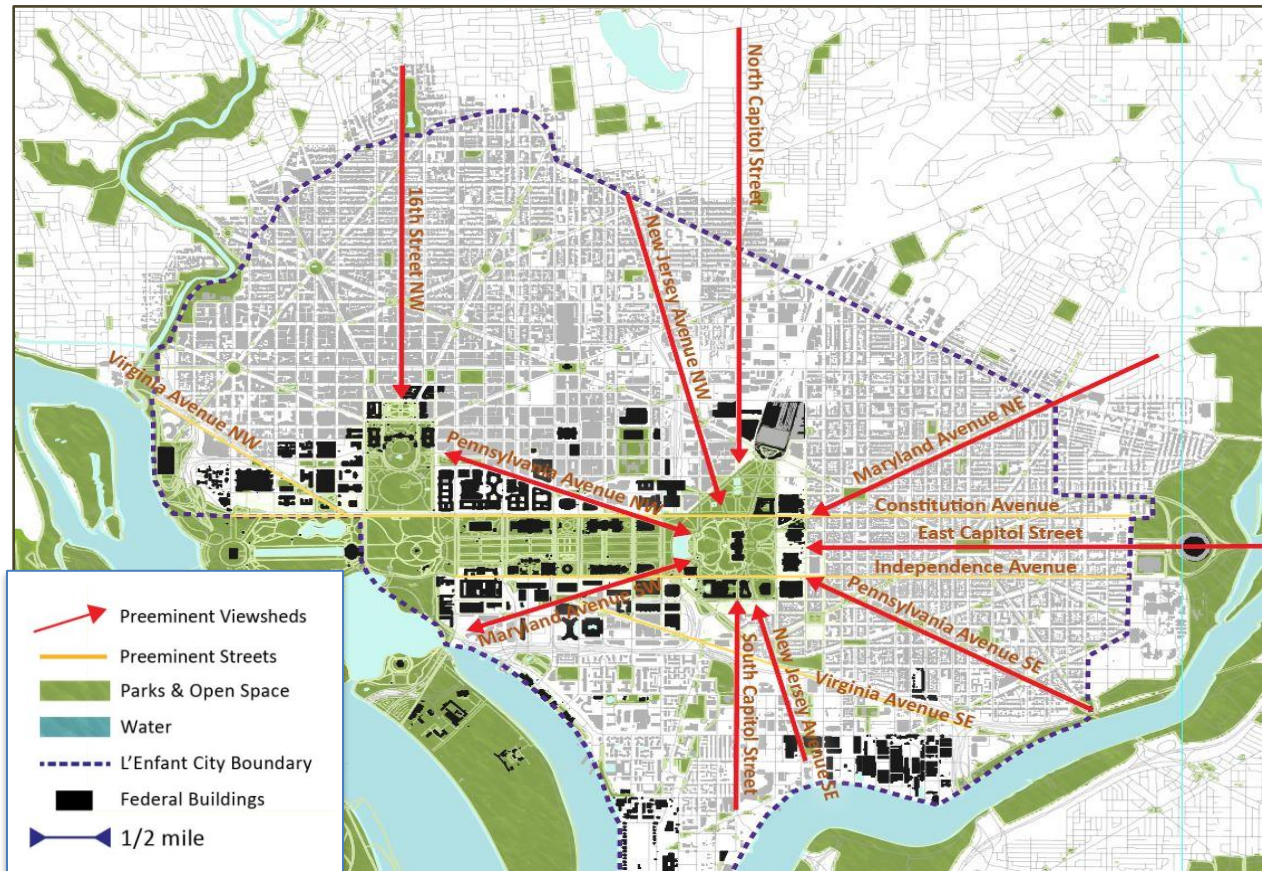 North Capitol Street
16th Street NW
New Jersey Avenue NW
Virginia Avenue NW
Pennsylvania Avenue NW
Maryland Avenue NE
Constitution Avenue
East Capitol Street
Independence Avenue
Maryland Avenue SW
Pennsylvania Avenue SE
South Capitol Street
New Jersey Avenue SE
Virginia Avenue SE
Preeminent Viewsheds
Preeminent Streets
Parks & Open Space
Water
L'Enfant City Boundary
Federal Buildings
1/2 mile